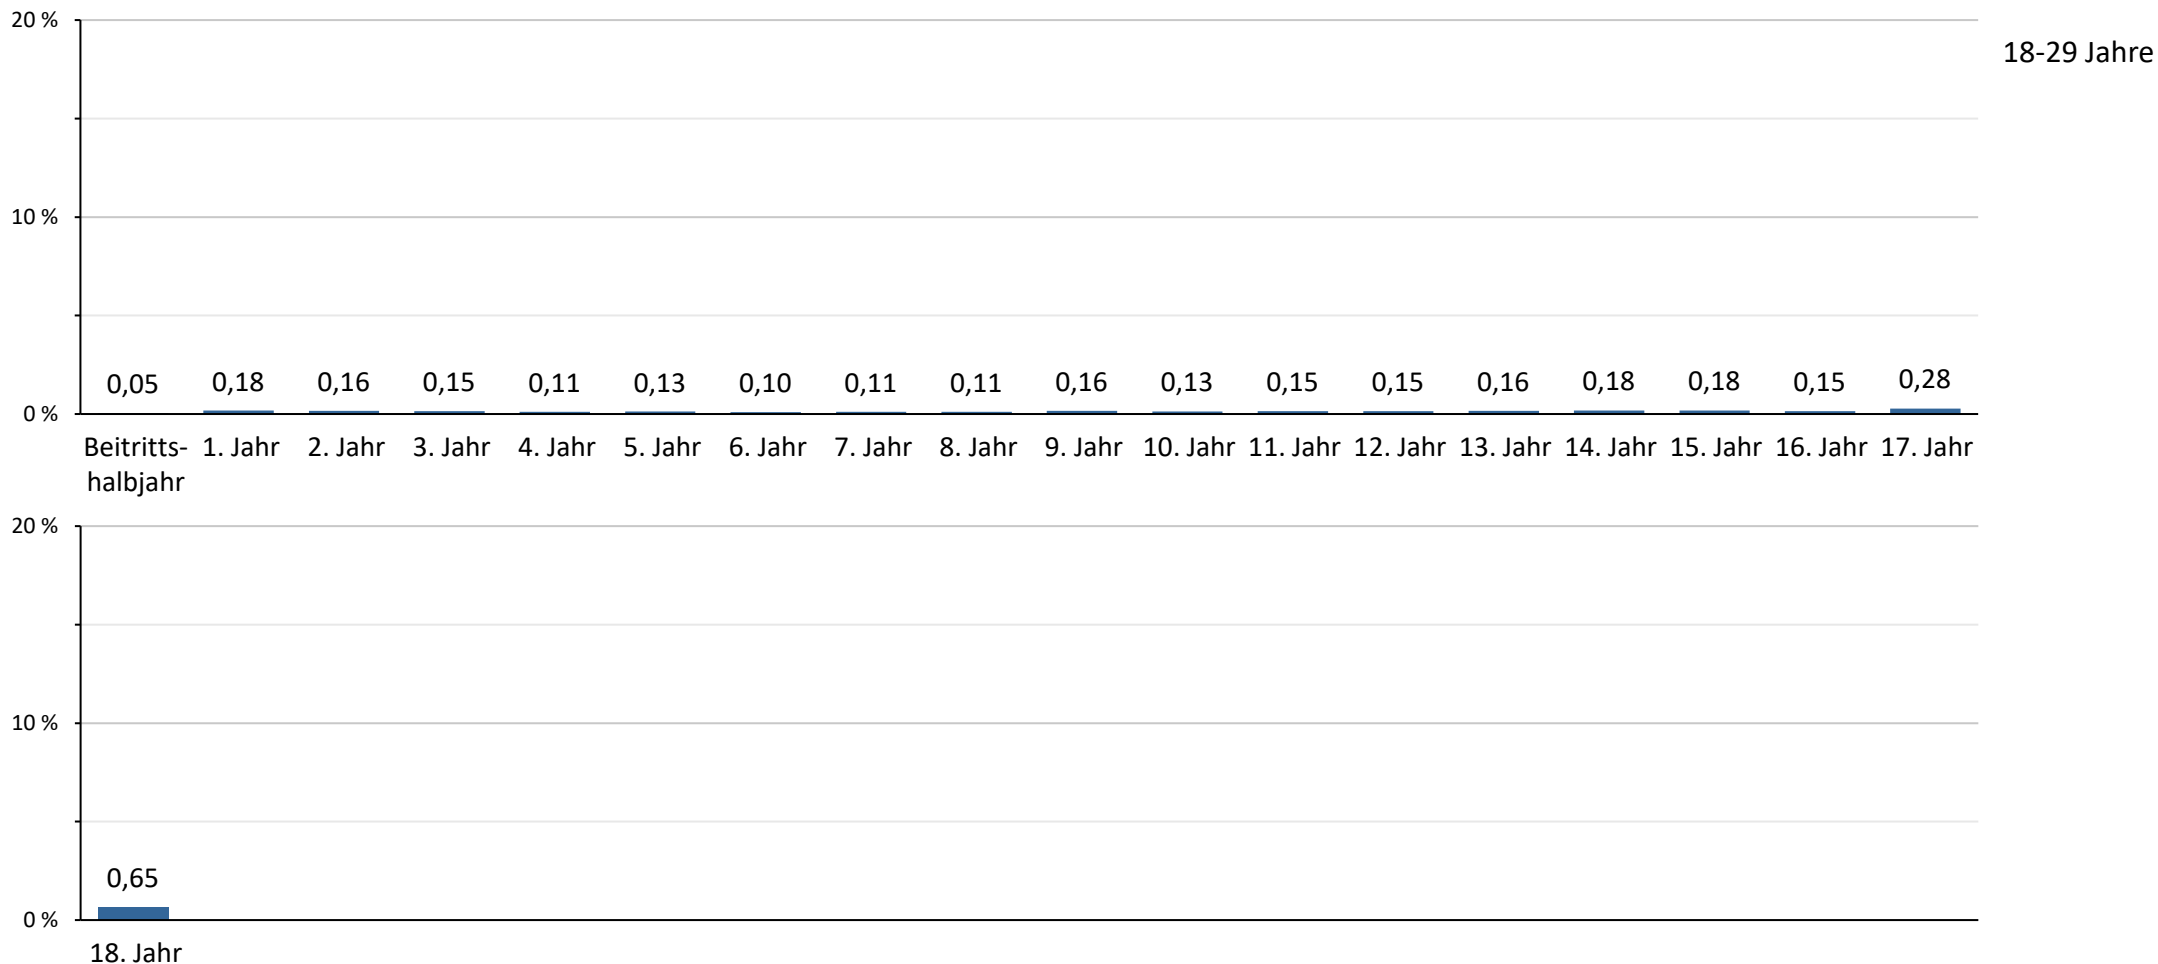 20 %
18-29 Jahre
10 %
0,05 0,18 0,16 0,15 0,11 0,13 0,10 0,11 0,11 0,16 0,13 0,15 0,15 0,16 0,18 0,18 0,15 0,28
0 %
Beitritts- 1. Jahr 2. Jahr 3. Jahr 4. Jahr 5. Jahr 6. Jahr 7. Jahr 8. Jahr 9. Jahr 10. Jahr 11. Jahr 12. Jahr 13. Jahr 14. Jahr 15. Jahr 16. Jahr 17. Jahr
halbjahr
20 %
10 %
0,65
0 %
18. Jahr